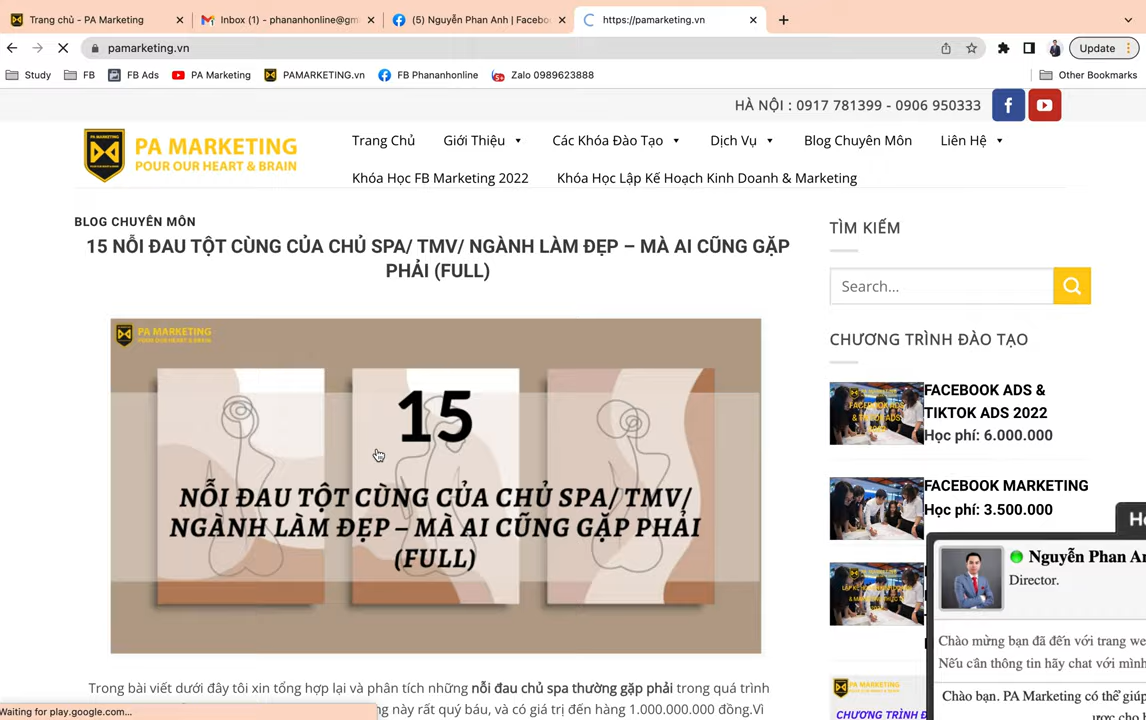 Trang chủ - PA Marketing
Inbox (1) - phananhonline@gm
(5) Nguyễn Phan Anh | Facebo
https://pamarketing.vn
pamarketing.vn
Update
Study
FB
FB Ads
PA Marketing
PAMARKETING.vn
FB Phananhonline
Zalo 0989623888
Other Bookmarks
HÀ NỘI : 0917 781399 - 0906 950333
PA MARKETING
POUR OUR HEART & BRAIN
Trang Chủ
Giới Thiệu
Các Khóa Đào Tạo
Dịch Vụ
Blog Chuyên Môn
Liên Hệ
Khóa Học FB Marketing 2022
Khóa Học Lập Kế Hoạch Kinh Doanh & Marketing
BLOG CHUYÊN MÔN
15 NỖI ĐAU TỘT CÙNG CỦA CHỦ SPA/ TMV/ NGÀNH LÀM ĐẸP – MÀ AI CŨNG GẶP
PHẢI (FULL)
PA MARKETING
POUR OUR HEART & BRAIN
15
NỖI ĐAU TỘT CÙNG CỦA CHỦ SPA/ TMV/
NGÀNH LÀM ĐẸP – MÀ AI CŨNG GẶP PHẢI
(FULL)
Trong bài viết dưới đây tôi xin tổng hợp lại và phân tích những nỗi đau chủ spa thường gặp phải trong quá trình
này rất quý báu, và có giá trị đến hàng 1.000.000.000 đồng.Vì
Waiting for play.google.com...
TÌM KIẾM
Search...
CHƯƠNG TRÌNH ĐÀO TẠO
FACEBOOK ADS &
TIKTOK ADS 2022
Học phí: 6.000.000
FACEBOOK MARKETING
Học phí: 3.500.000
PA MARKETING
CHƯƠNG TRÌNH Đ
Nguyễn Phan An
Director.
Chào mừng bạn đã đến với trang we
Nếu cần thông tin hãy chat với mình
Chào bạn. PA Marketing có thể giúp